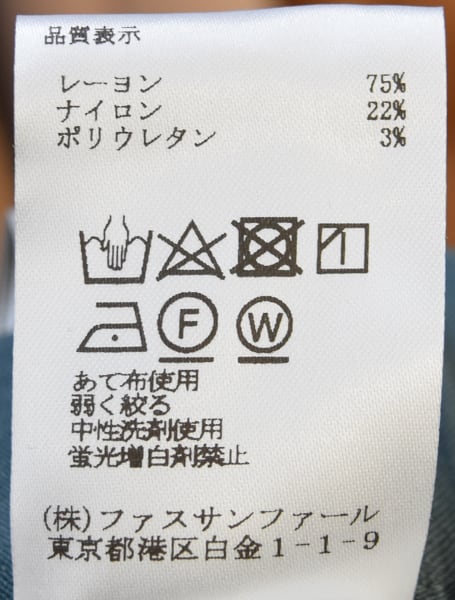 品質表示
レーヨン 75%
ナイロン 22%
ポリウレタン 3%
F W
あて布使用
弱く絞る
中性洗剤使用
蛍光増白剤禁止
(株)ファスサンファール
東京都港区白金1-1-9